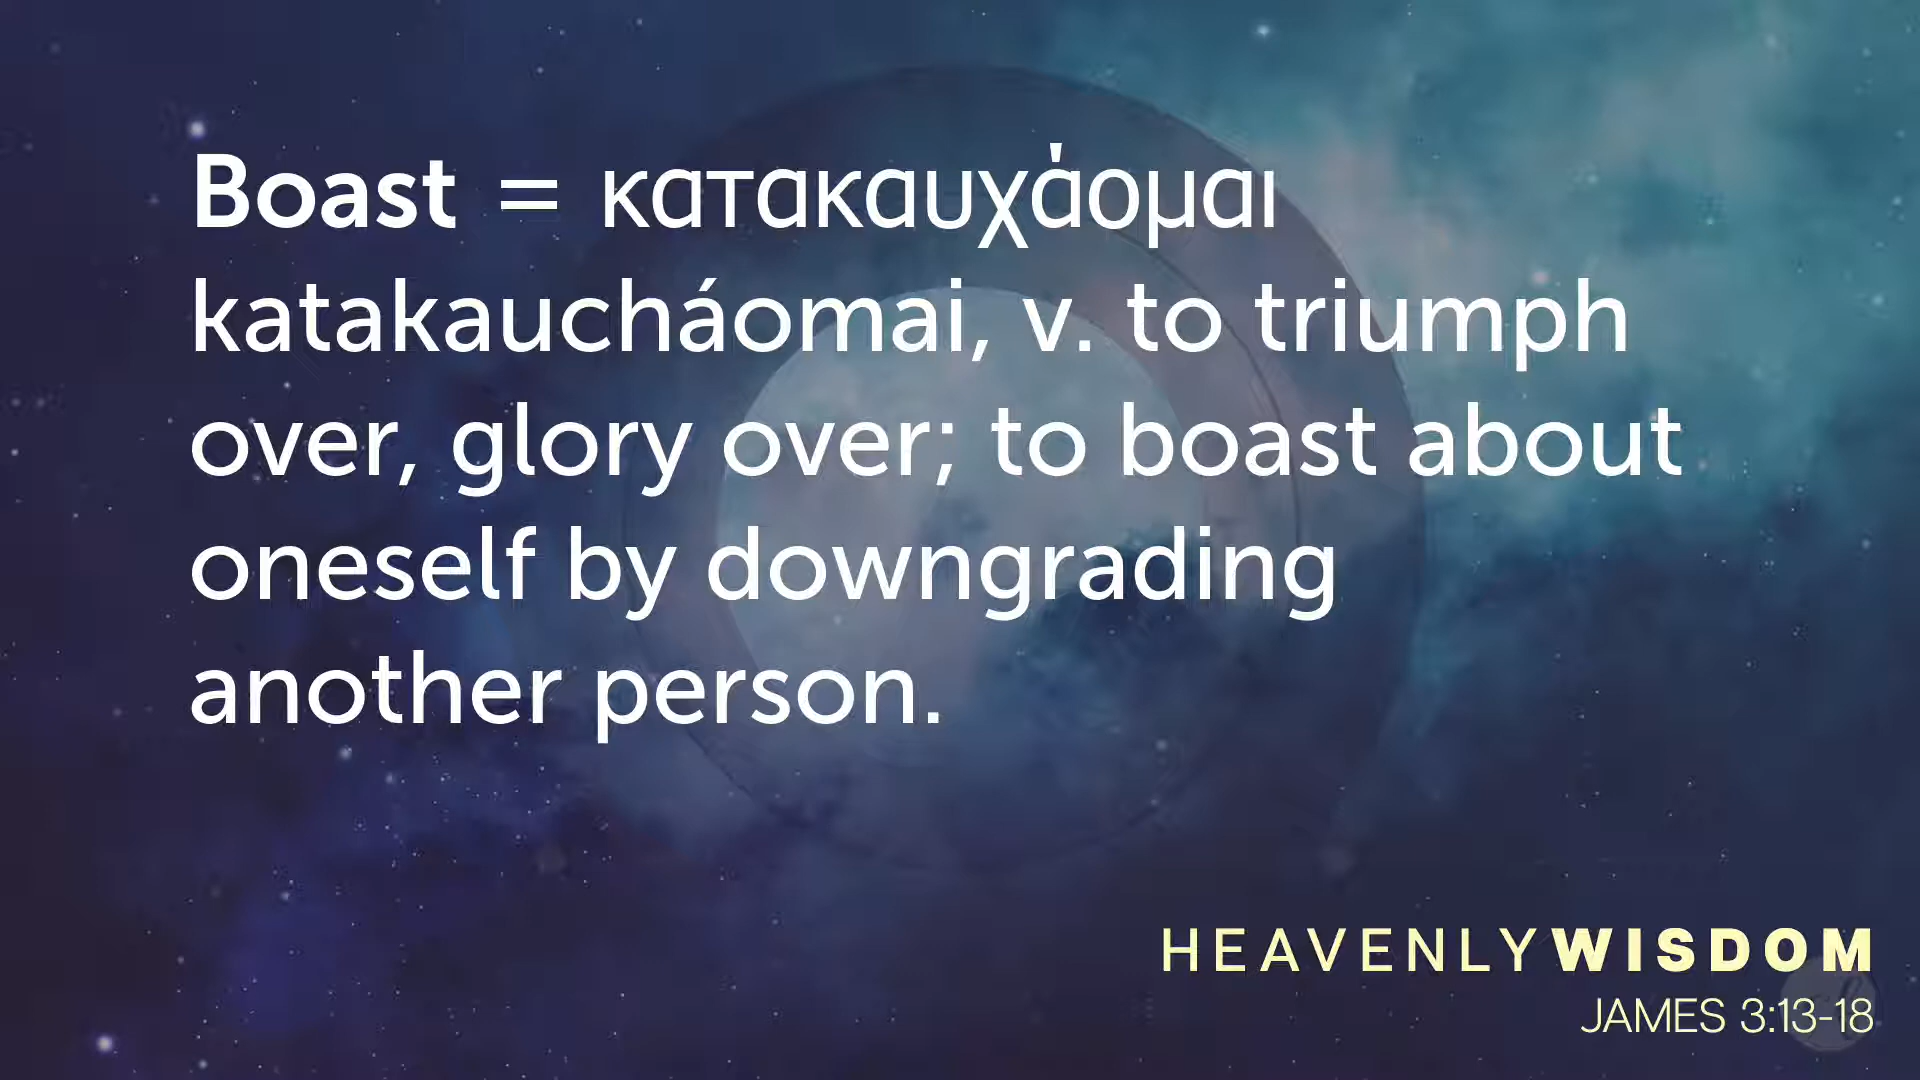 Boast = κατακαυχάομαι
katakaucháomai, v. to triumph
over, glory over; to boast about
oneself by downgrading
another person.
HEAVENLYWISDOM
JAMES 3:13-18